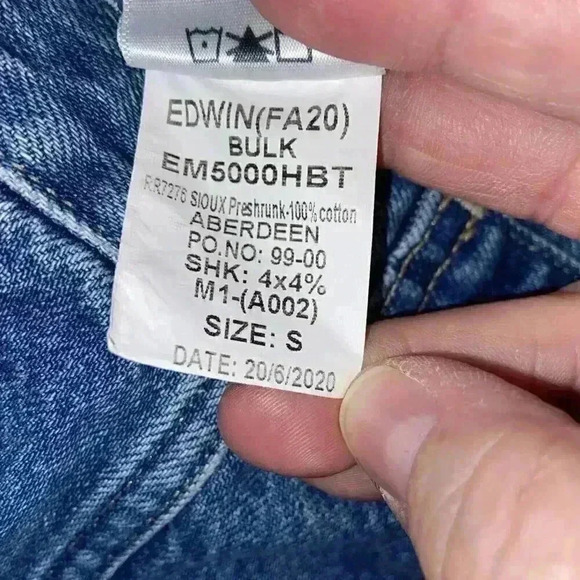 EDWIN(FA20)
BULK
EM5000HBT
R.R7276 SIOUX Preshrunk-100% cotton
ABERDEEN
PO.NO: 99-00
SHK: 4x4%
M1-(A002)
SIZE: S
DATE: 20/6/2020